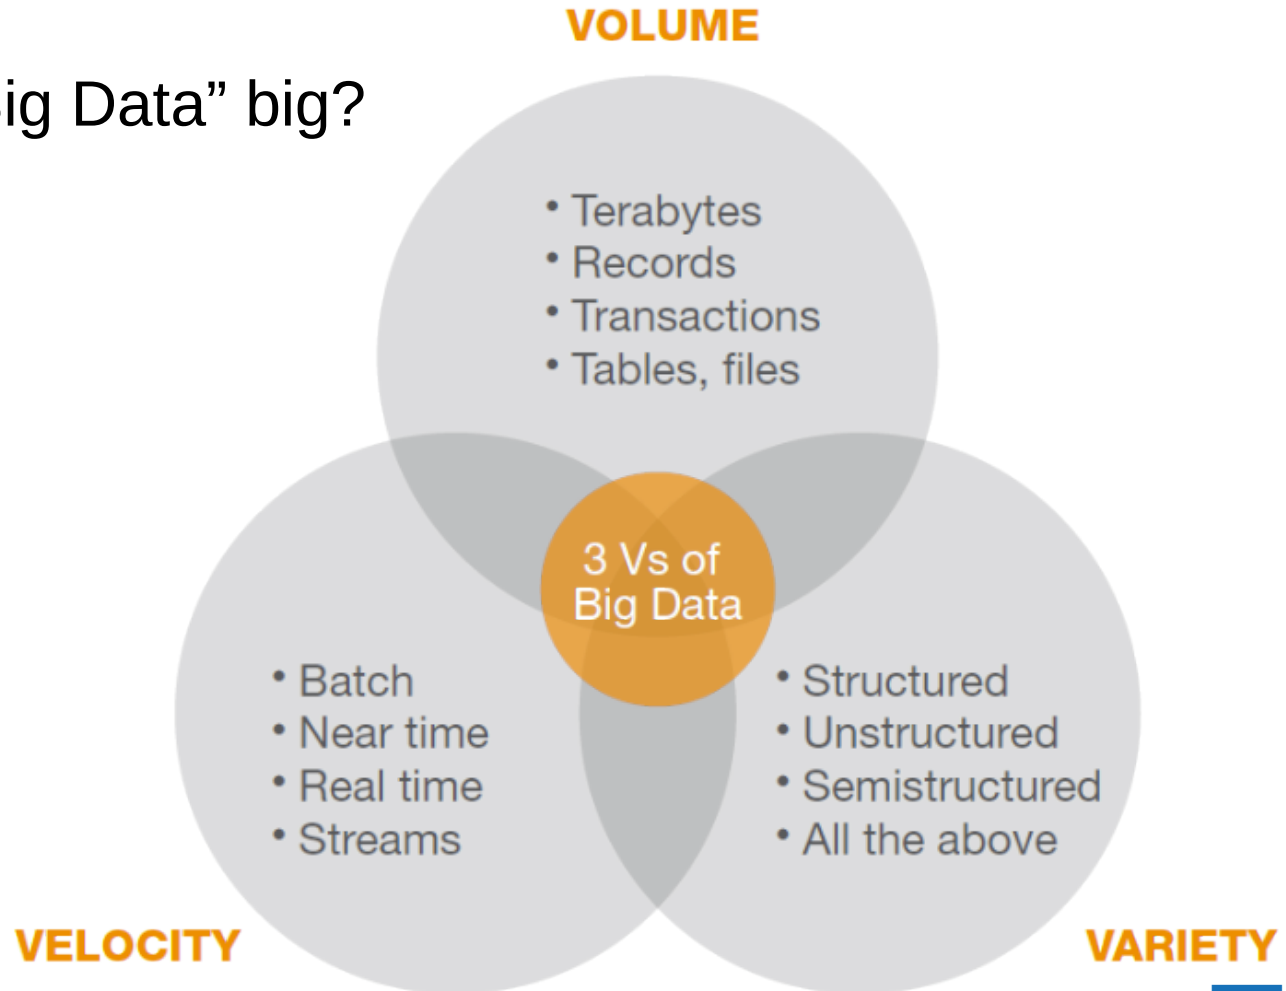 VOLUME
ig Data” big?
• Terabytes
• Records
• Transactions
• Tables, files
3 Vs of
Big Data
• Batch
• Near time
• Real time
• Streams
• Structured
• Unstructured
• Semistructured
• All the above
VELOCITY
VARIETY